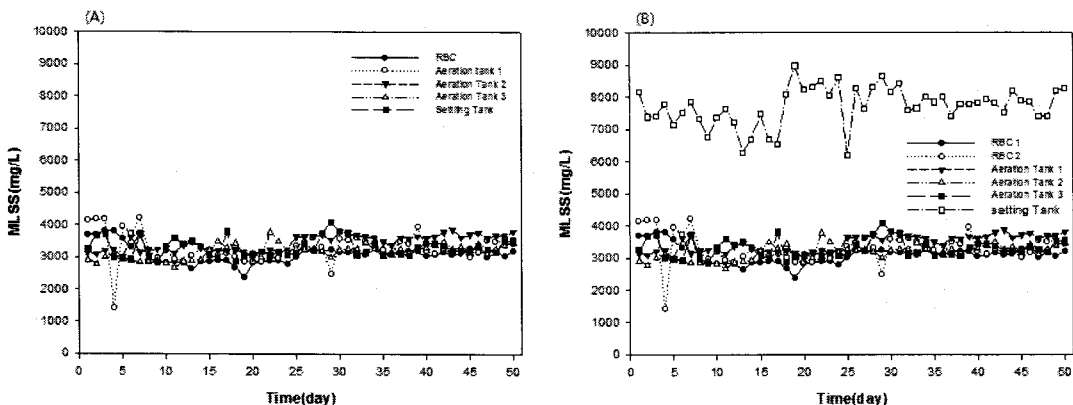 (A)
10000
9000
8000
7000
6000
5000
4000
3000
2000
1000
0
MLSS(mg/L)
RBC
Aeration tank 1
Aeration Tank 2
Aeration Tank 3
Settling Tank
0 5 10 15 20 25 30 35 40 45 50
Time(day)
(B)
10000
9000
8000
7000
6000
5000
4000
3000
2000
1000
0
MLSS(mg/L)
RBC 1
RBC 2
Aeration Tank 1
Aeration Tank 2
Aeration Tank 3
setting Tank
0 5 10 15 20 25 30 35 40 45 50
Time(day)